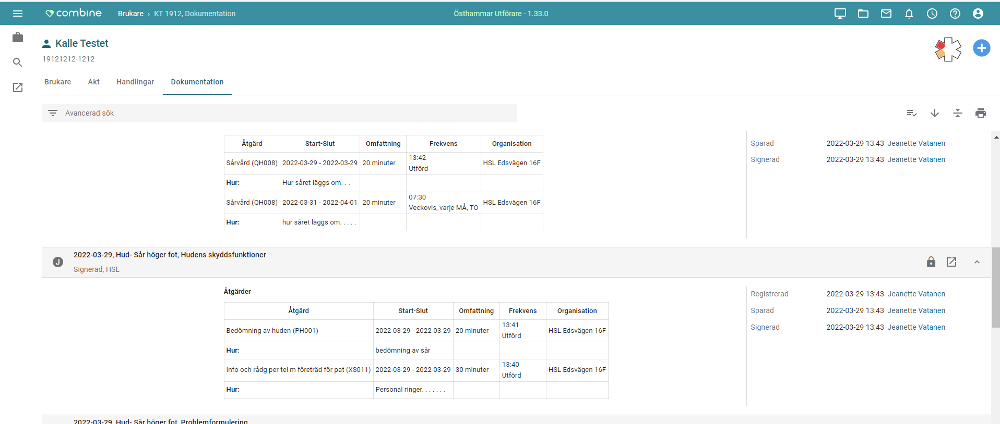 combine
Brukare › KT 1912, Dokumentation
Östhammar Utförare - 1.33.0
Kalle Testet
19121212-1212
Brukare Akt Handlingar Dokumentation
Avancerad sök
Åtgärd Start-Slut Omfattning Frekvens Organisation
Sårvård (QH008) 2022-03-29 - 2022-03-29 20 minuter 13:42 HSL Edsvägen 16F
Utförd
Hur: Hur såret läggs om. . .
Sårvård (QH008) 2022-03-31 - 2022-04-01 20 minuter 07:30 HSL Edsvägen 16F
Veckovis, varje MÅ, TO
Hur: hur såret läggs om. . . . .
Sparad 2022-03-29 13:43 Jeanette Vatanen
Signerad 2022-03-29 13:43 Jeanette Vatanen
J
2022-03-29, Hud- Sår höger fot, Hudens skyddsfunktioner
Signerad, HSL
Åtgärder
Åtgärd Start-Slut Omfattning Frekvens Organisation
Bedömning av huden (PH001) 2022-03-29 - 2022-03-29 20 minuter 13:41 HSL Edsvägen 16F
Utförd
Hur: bedömning av sår
Info och rådg per tel m företräd för pat (XS011) 2022-03-29 - 2022-03-29 30 minuter 13:40 HSL Edsvägen 16F
Utförd
Hur: Personal ringer. . . . . . .
Registrerad 2022-03-29 13:43 Jeanette Vatanen
Sparad 2022-03-29 13:43 Jeanette Vatanen
Signerad 2022-03-29 13:43 Jeanette Vatanen
2022-03-29, Hud- Sår höger fot, Problemformulering